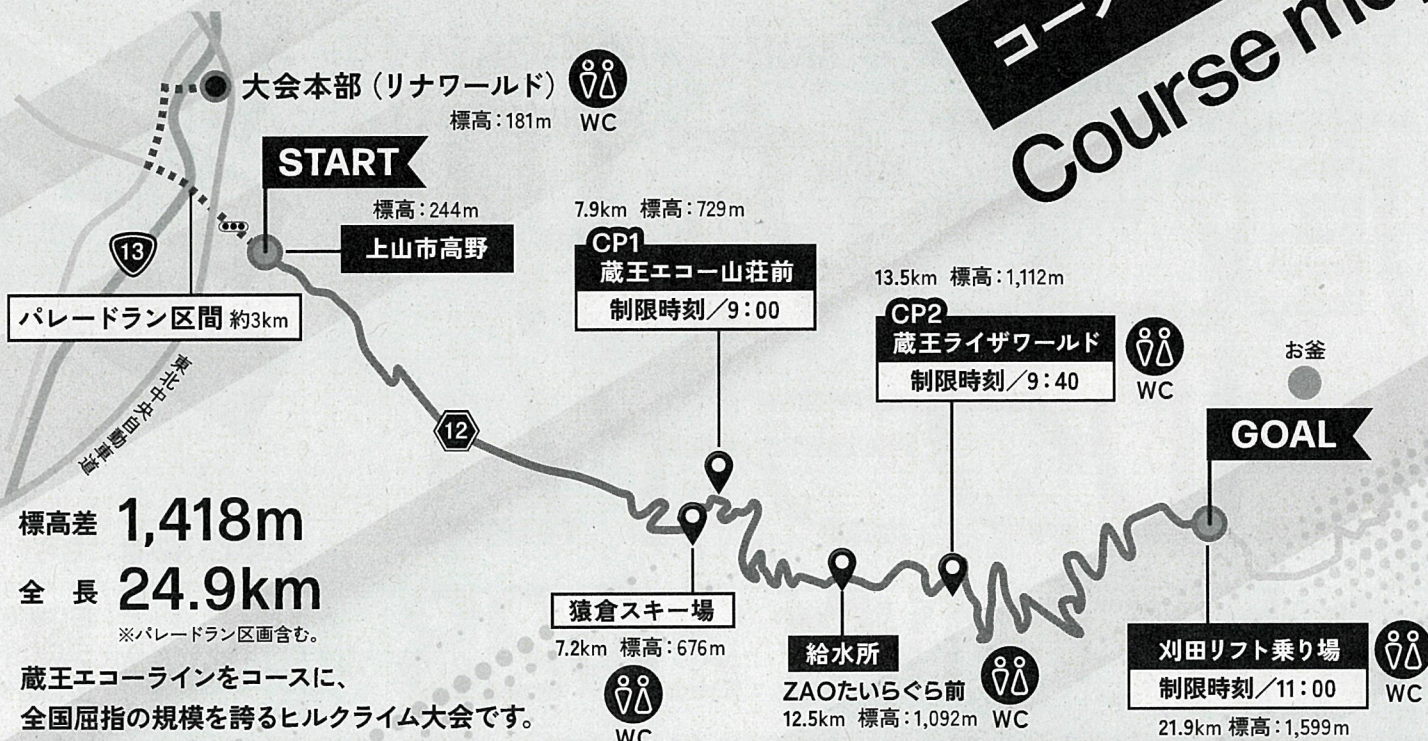 コース
Course map
大会本部（リナワールド）
標高：181m
WC
START
標高：244m
上山市高野
13
パレードラン区間 約3km
東北中央自動車道
12
7.9km 標高：729m
CP1
蔵王エコー山荘前
制限時刻／9：00
13.5km 標高：1,112m
CP2
蔵王ライザワールド
制限時刻／9：40
WC
お釜
GOAL
標高差 1,418m
全長 24.9km
※パレードラン区画含む。
蔵王エコーラインをコースに、
全国屈指の規模を誇るヒルクライム大会です。
猿倉スキー場
7.2km 標高：676m
WC
給水所
ZAOたいらぐら前
12.5km 標高：1,092m
WC
刈田リフト乗り場
制限時刻／11：00
21.9km 標高：1,599m
WC